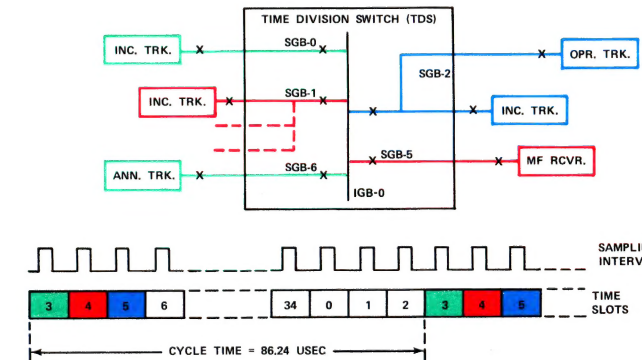 TIME DIVISION SWITCH (TDS)
INC. TRK.
SGB-0
OPR. TRK.
SGB-2
INC. TRK.
SGB-1
INC. TRK.
SGB-5
MF RCVR.
ANN. TRK.
SGB-6
IGB-0
3 4 5 6 34 0 1 2 3 4 5
TIME
SLOTS
CYCLE TIME = 86.24 USEC